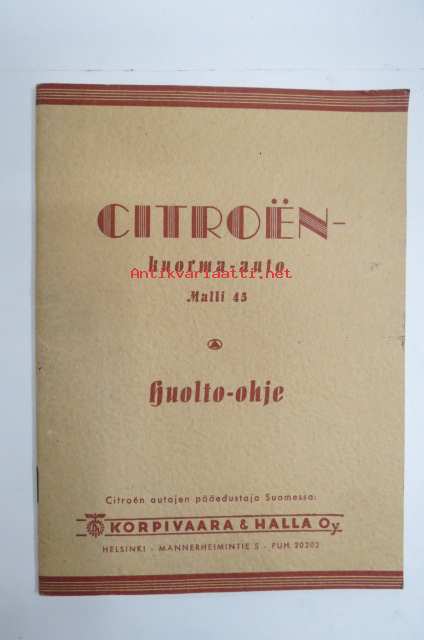 CITROËN-
kuorma-auto
Antikvariaatti.net
Malli 45
Huolto-ohje
Citroën autojen pääedustaja Suomessa:
KORPIVAARA & HALLA Oy.
HELSINKI - MANNERHEIMINTIE 5 - PUH. 20202